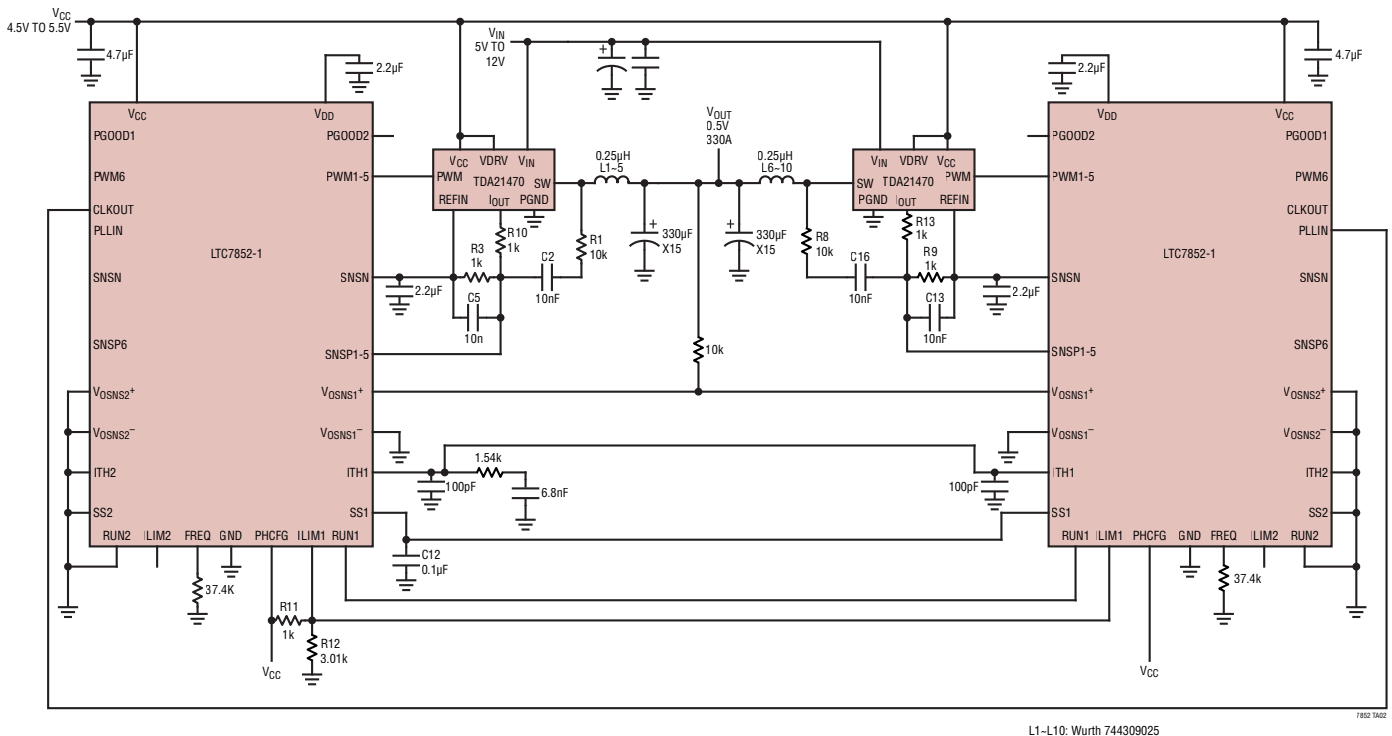 VCC
4.5V TO 5.5V
4.7µF
2.2µF
VIN
5V TO
12V
VOUT
0.5V
330A
2.2µF
4.7µF
VCC
VDD
PGOOD1
PGOOD2
PWM6
PWM1-5
CLKOUT
PLLIN
LTC7852-1
SNSN
SNSN
SNSP6
SNSP1-5
VOSNS2+
VOSNS1+
VOSNS2–
VOSNS1–
ITH2
ITH1
SS2
SS1
RUN2
ILIM2
FREQ
GND
PHCFG
ILIM1
RUN1
VCC
VDRV
VIN
PWM
TDA21470
SW
REFIN
IOUT
PGND
0.25µH
L1~5
0.25µH
L6~10
R3
1k
R10
1k
C2
10nF
R1
10k
C5
10n
2.2µF
330µF
X15
330µF
X15
10k
VIN
VDRV
VCC
SW
TDA21470
PWM
PGND
IOUT
REFIN
R13
1k
R8
10k
C16
10nF
R9
1k
C13
10nF
2.2µF
1.54k
100pF
6.8nF
100pF
C12
0.1µF
37.4K
R11
1k
R12
3.01k
VCC
VDD
VCC
PGOOD2
PGOOD1
PWM1-5
PWM6
CLKOUT
PLLIN
LTC7852-1
SNSN
SNSN
SNSP6
SNSP1-5
VOSNS1+
VOSNS2+
VOSNS1–
VOSNS2–
ITH1
ITH2
SS1
SS2
RUN1
ILIM1
PHCFG
GND
FREQ
ILIM2
RUN2
37.4k
VCC
7852 TA02
L1~L10: Wurth 744309025